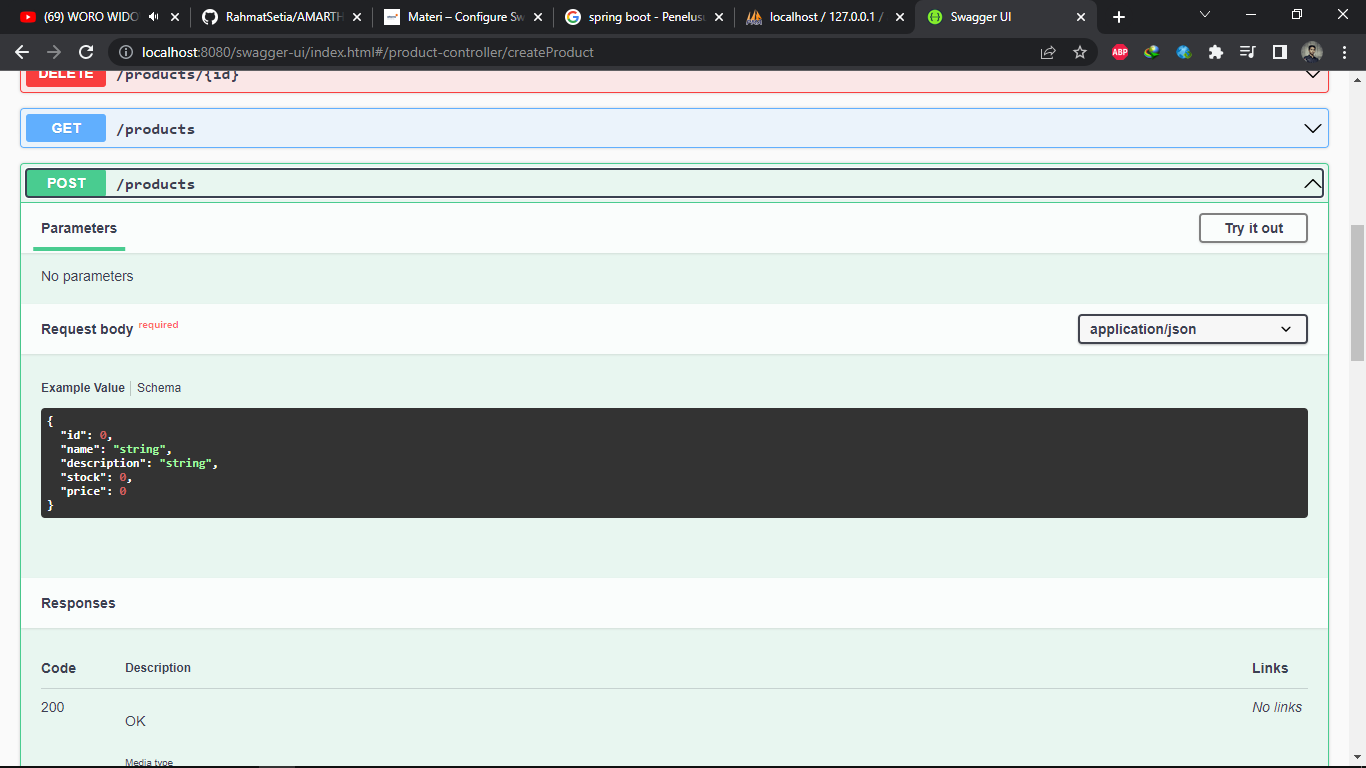 (69) WORO WIDO
RahmatSetia/AMARTH
Materi – Configure Sw
spring boot - Penelusu
localhost / 127.0.0.1 /
Swagger UI
localhost:8080/swagger-ui/index.html#/product-controller/createProduct
ABP
DELETE /products/{id}
GET /products
POST /products
Parameters
Try it out
No parameters
Request body required
application/json
Example Value Schema
{
"id": 0,
"name": "string",
"description": "string",
"stock": 0,
"price": 0
}
Responses
Code Description Links
200 OK No links
Media type